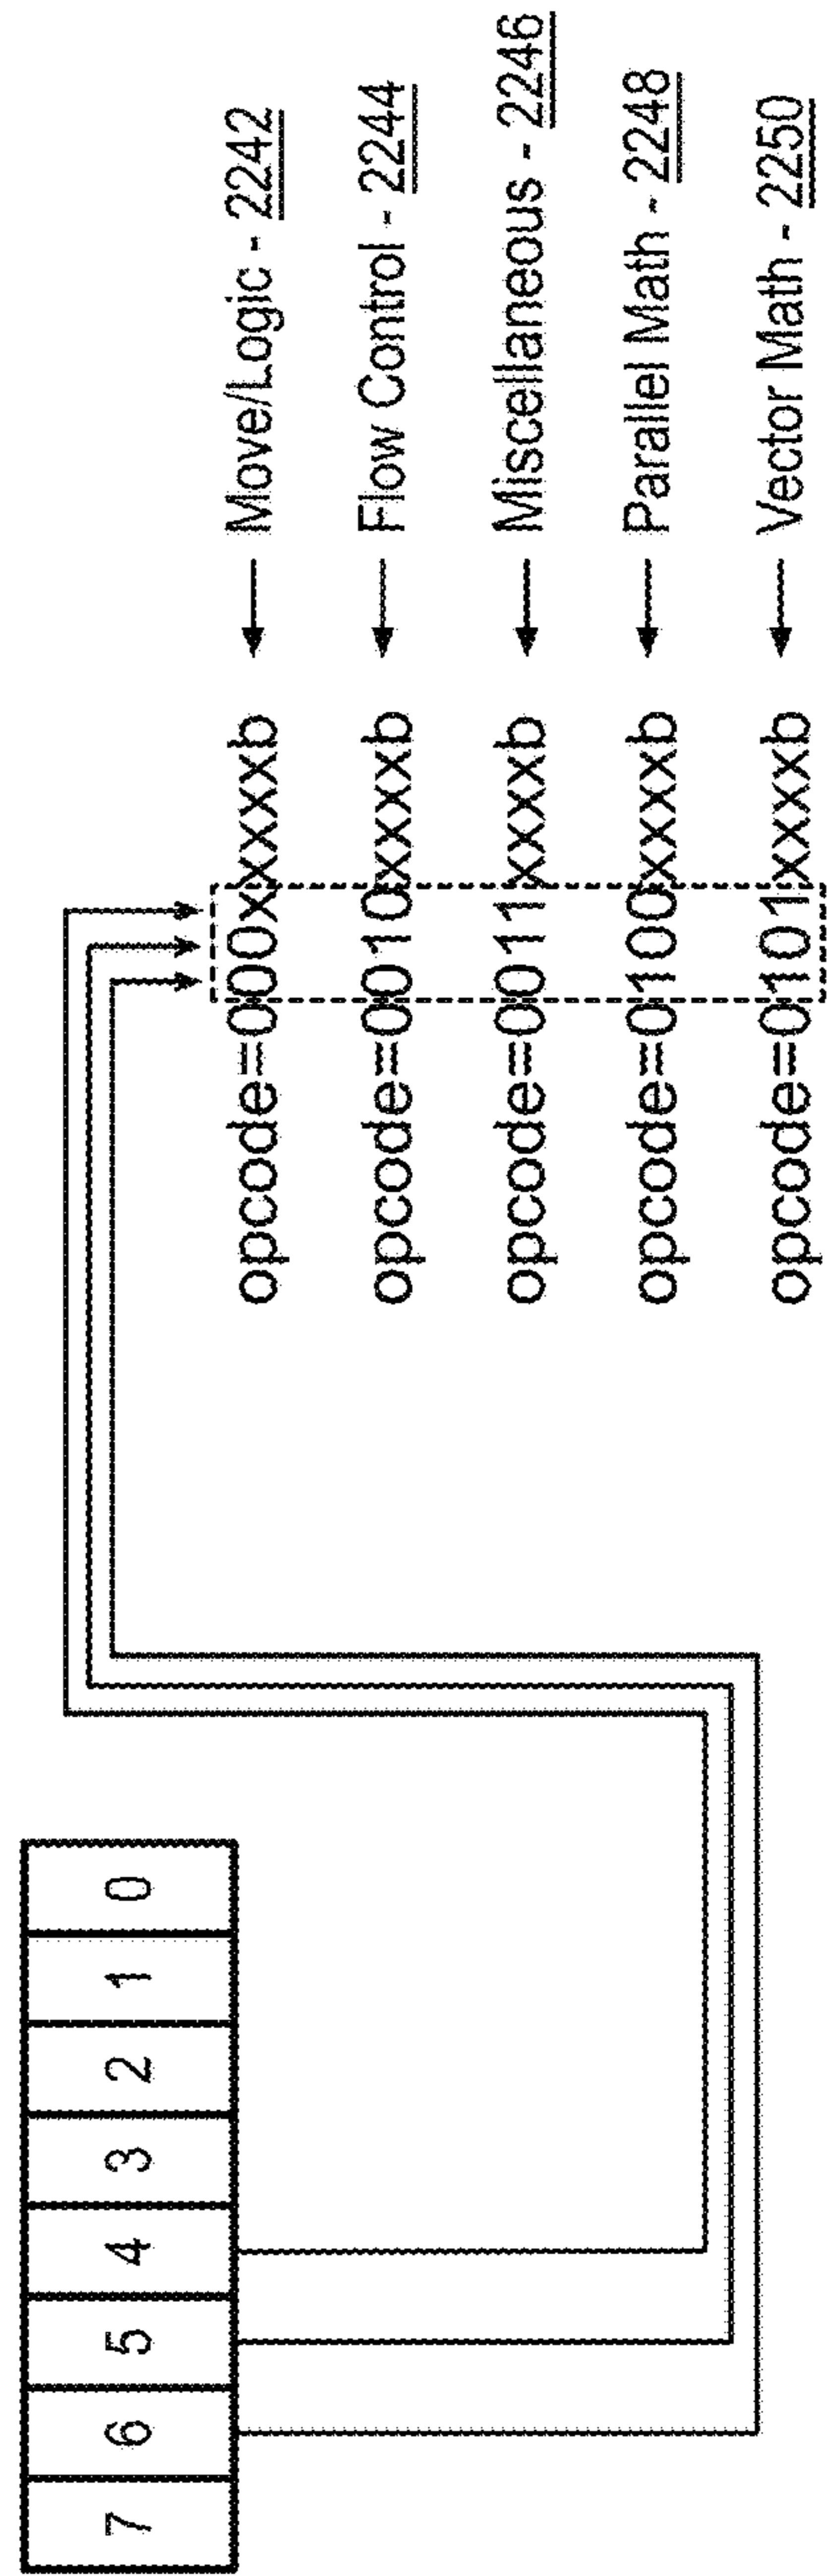 7 6 5 4 3 2 1 0
opcode=000xxxxxb ← Move/Logic - 2242
opcode=0010xxxxb ← Flow Control - 2244
opcode=0011xxxxb ← Miscellaneous - 2246
opcode=0100xxxxb ← Parallel Math - 2248
opcode=0101xxxxb ← Vector Math - 2250